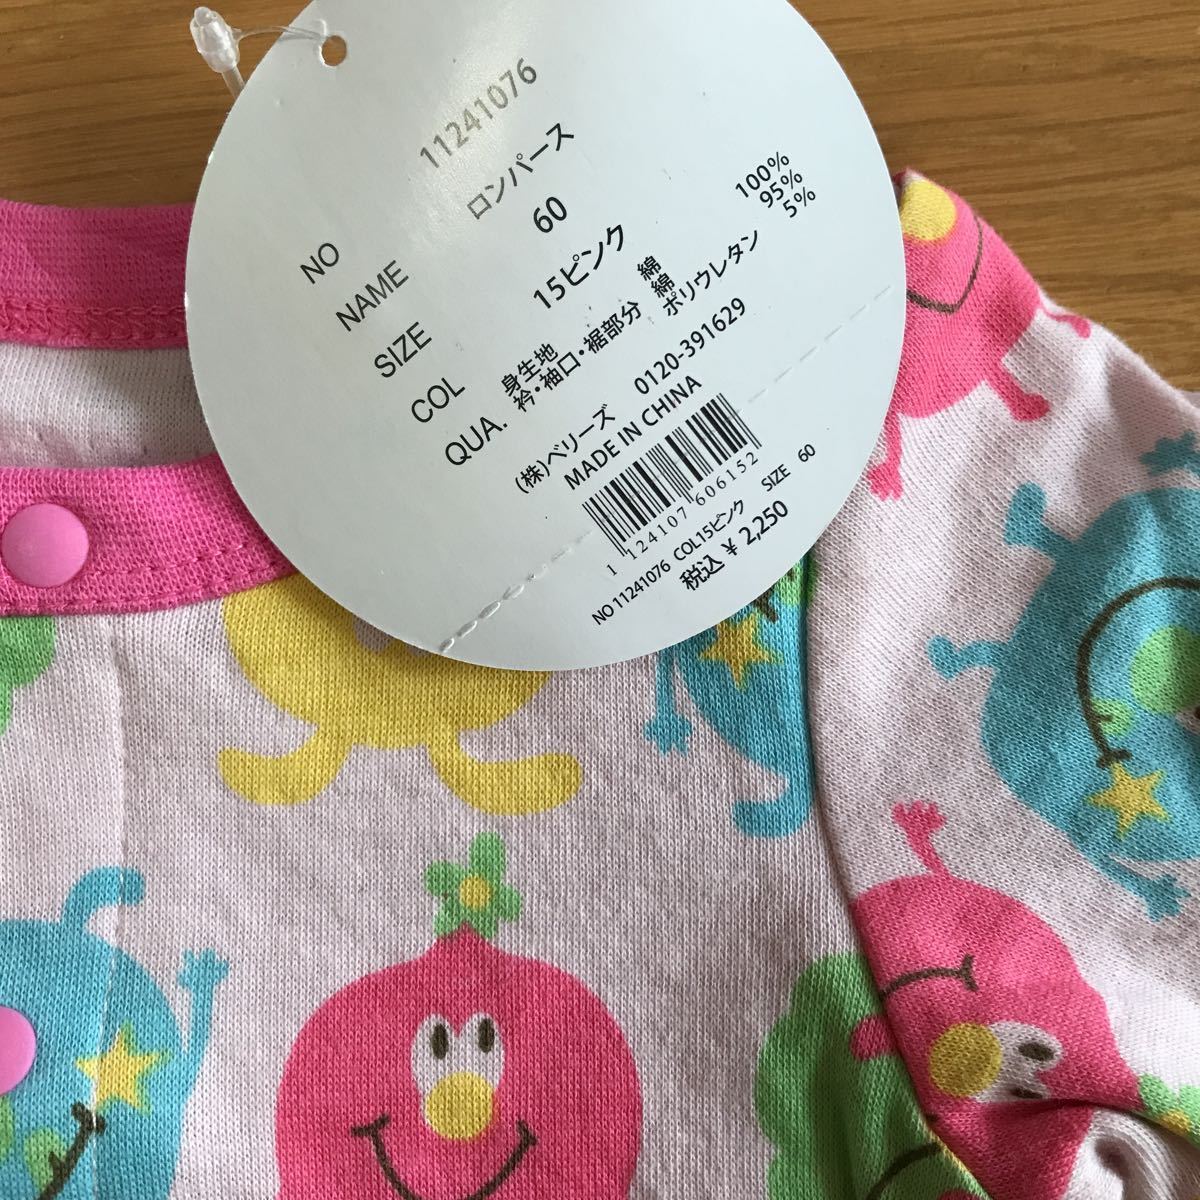 NO 11241076
NAME ロンパース
SIZE 60
COL 15ピンク
QUA. 身生地 綿 100%
衿・袖口・裾部分 綿 95%
ポリウレタン 5%
(株)ベリーズ 0120-391629
MADE IN CHINA
1 124107 606152
NO11241076 COL15ピンク SIZE 60
税込 ¥ 2,250